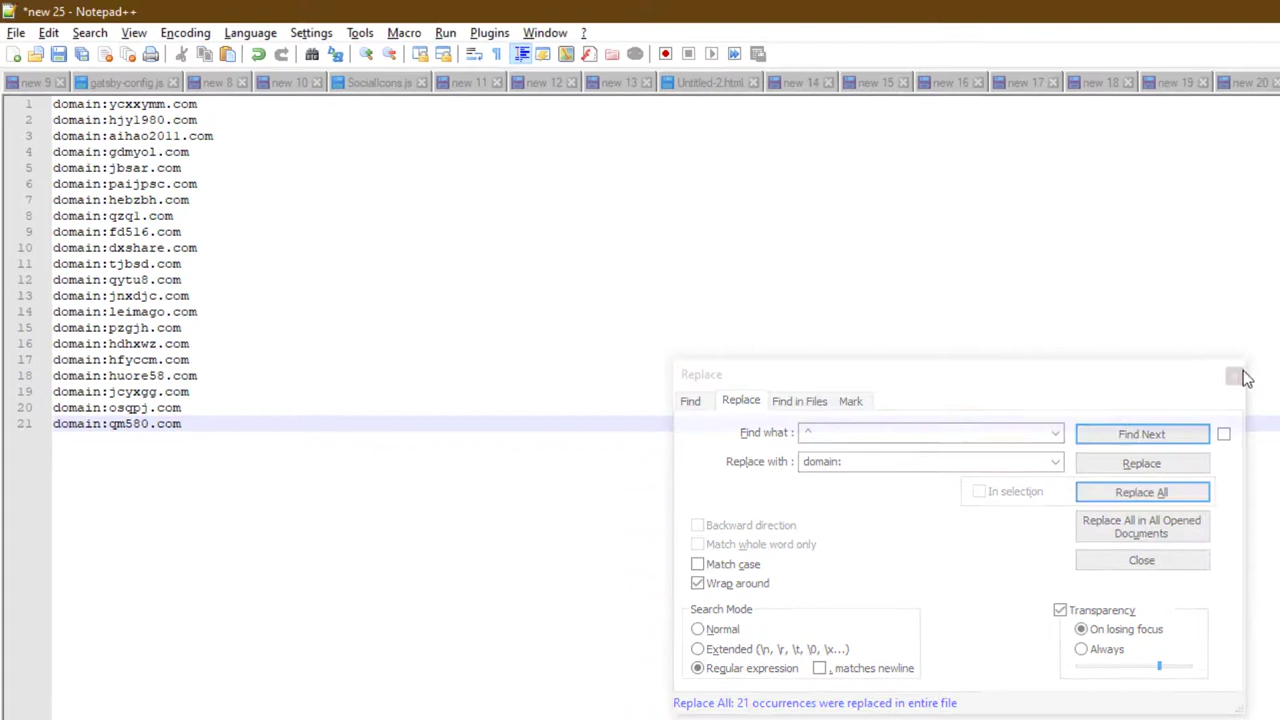 *new 25 - Notepad++
File Edit Search View Encoding Language Settings Tools Macro Run Plugins Window ?
new 9 gatsby-config.js new 8 new 10 SocialIcons.js new 11 new 12 new 13 Untitled-2.html new 14 new 15 new 16 new 17 new 18 new 19 new 20
1 domain:ycxxymm.com
2 domain:hjy1980.com
3 domain:aihao2011.com
4 domain:gdmyol.com
5 domain:jbsar.com
6 domain:paijpsc.com
7 domain:hebzbh.com
8 domain:qzq1.com
9 domain:fd516.com
10 domain:dxshare.com
11 domain:tjbsd.com
12 domain:qytu8.com
13 domain:jnxdjc.com
14 domain:leimago.com
15 domain:pzgjh.com
16 domain:hdhxwz.com
17 domain:hfyccm.com
18 domain:huore58.com
19 domain:jcyxgg.com
20 domain:osqpj.com
21 domain:qm580.com
Replace
Find Replace Find in Files Mark
Find what : ^ Find Next
Replace with : domain: Replace
In selection Replace All
Backward direction Replace All in All Opened Documents
Match whole word only
Match case Close
Wrap around
Search Mode Transparency
Normal On losing focus
Extended (\n, \r, \t, \0, \x...) Always
Regular expression . matches newline
Replace All: 21 occurrences were replaced in entire file